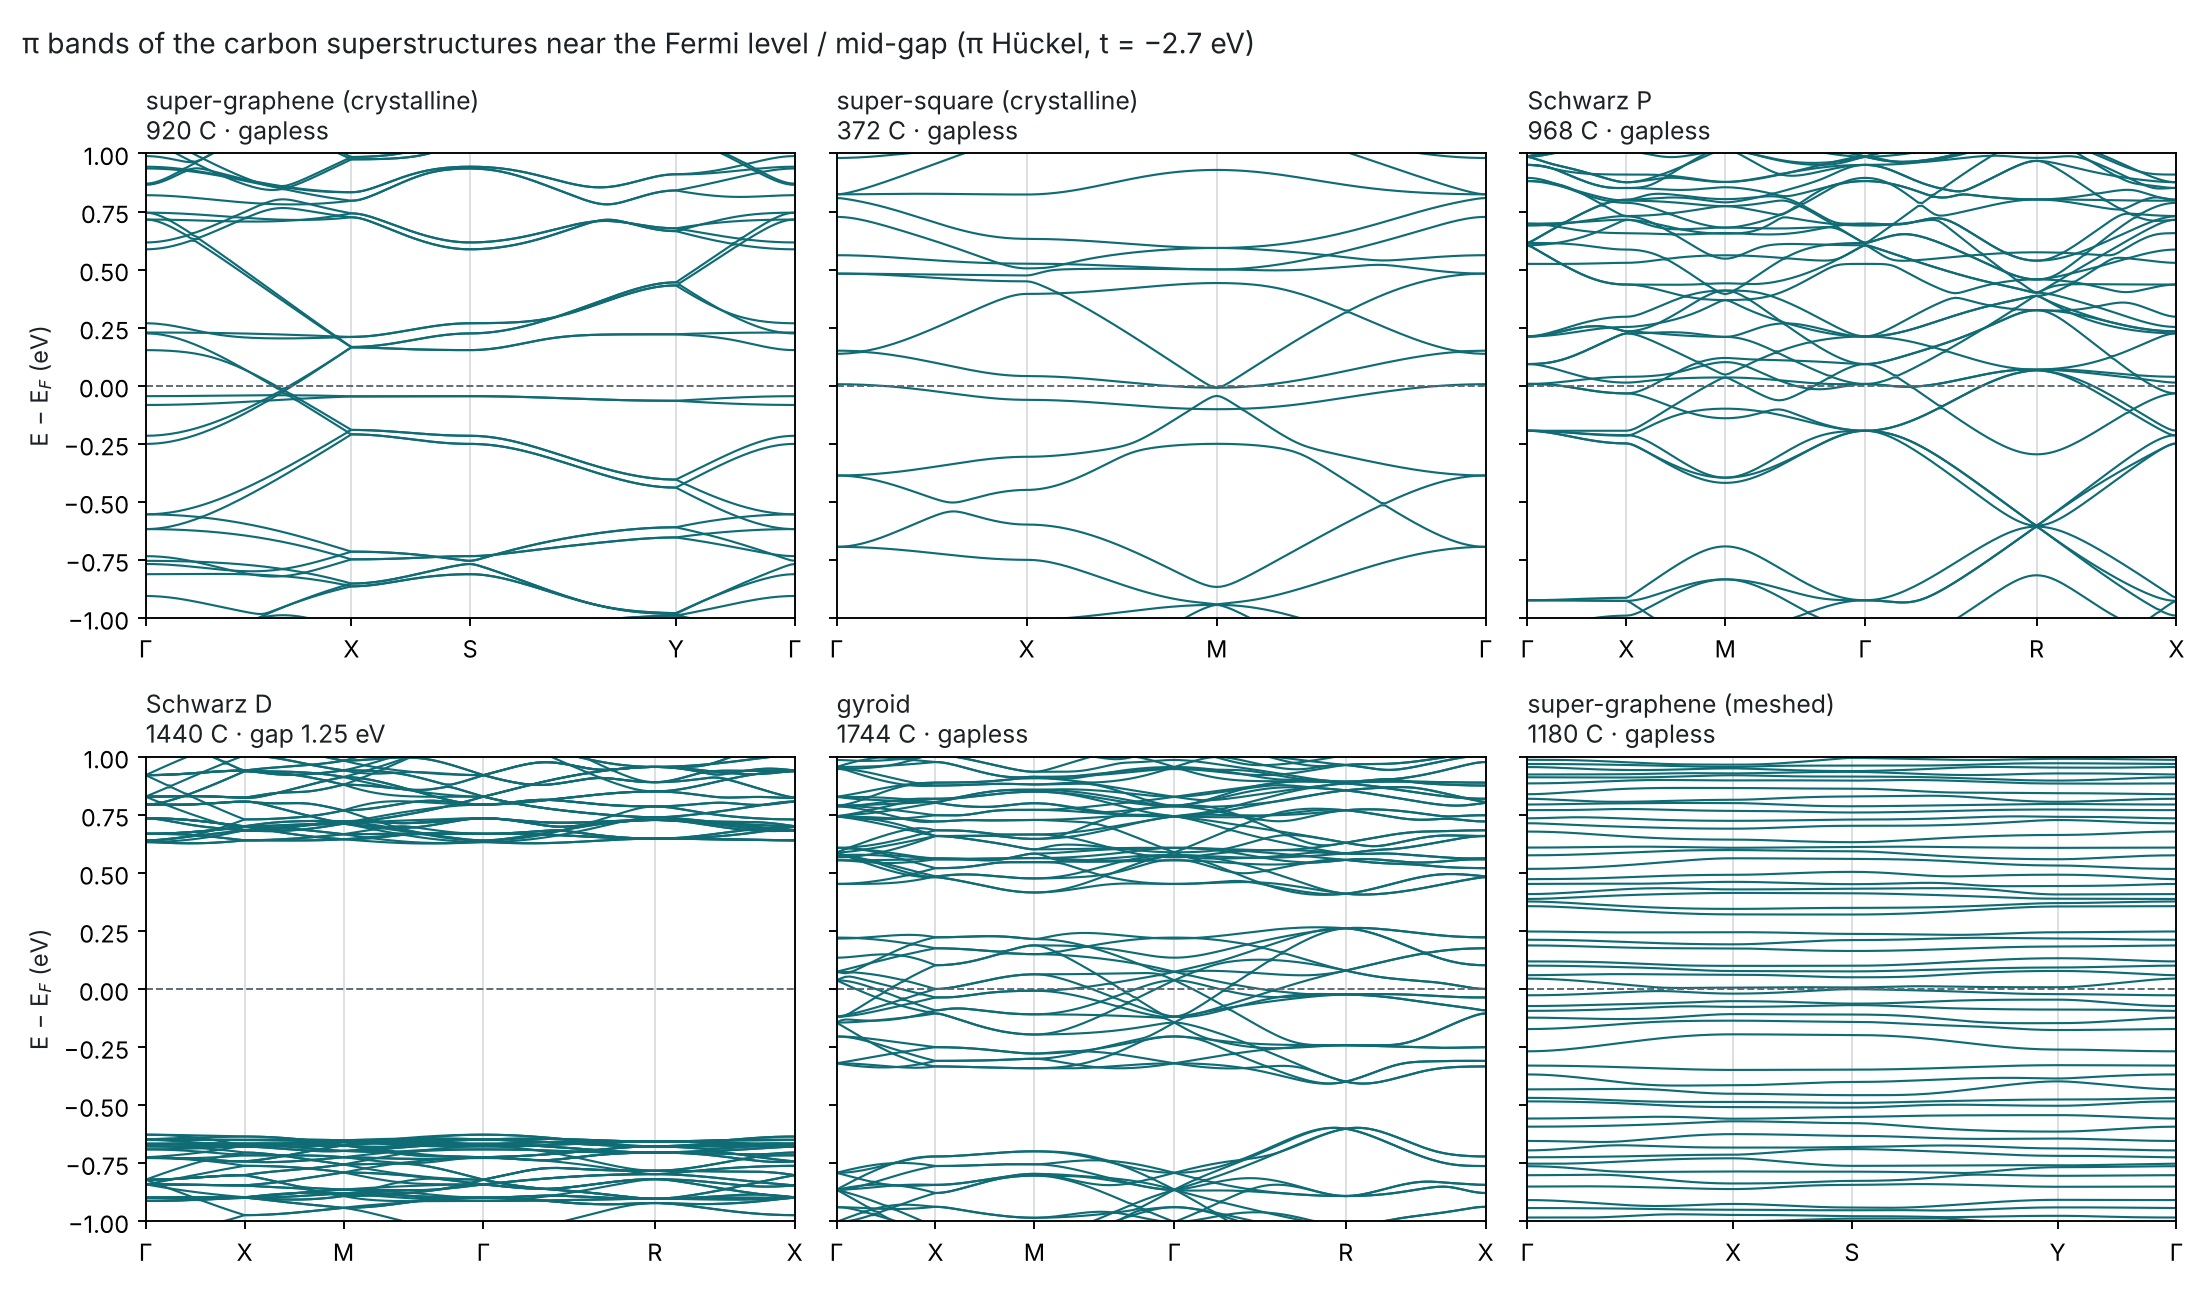 π bands of the carbon superstructures near the Fermi level / mid-gap (π Hückel, t = −2.7 eV)
super-graphene (crystalline)
920 C · gapless
super-square (crystalline)
372 C · gapless
Schwarz P
968 C · gapless
E − E_F (eV)
1.00
0.75
0.50
0.25
0.00
−0.25
−0.50
−0.75
−1.00
Γ X S Y Γ
Γ X M Γ
Γ X M Γ R X
Schwarz D
1440 C · gap 1.25 eV
gyroid
1744 C · gapless
super-graphene (meshed)
1180 C · gapless
E − E_F (eV)
1.00
0.75
0.50
0.25
0.00
−0.25
−0.50
−0.75
−1.00
Γ X M Γ R X
Γ X M Γ R X
Γ X S Y Γ